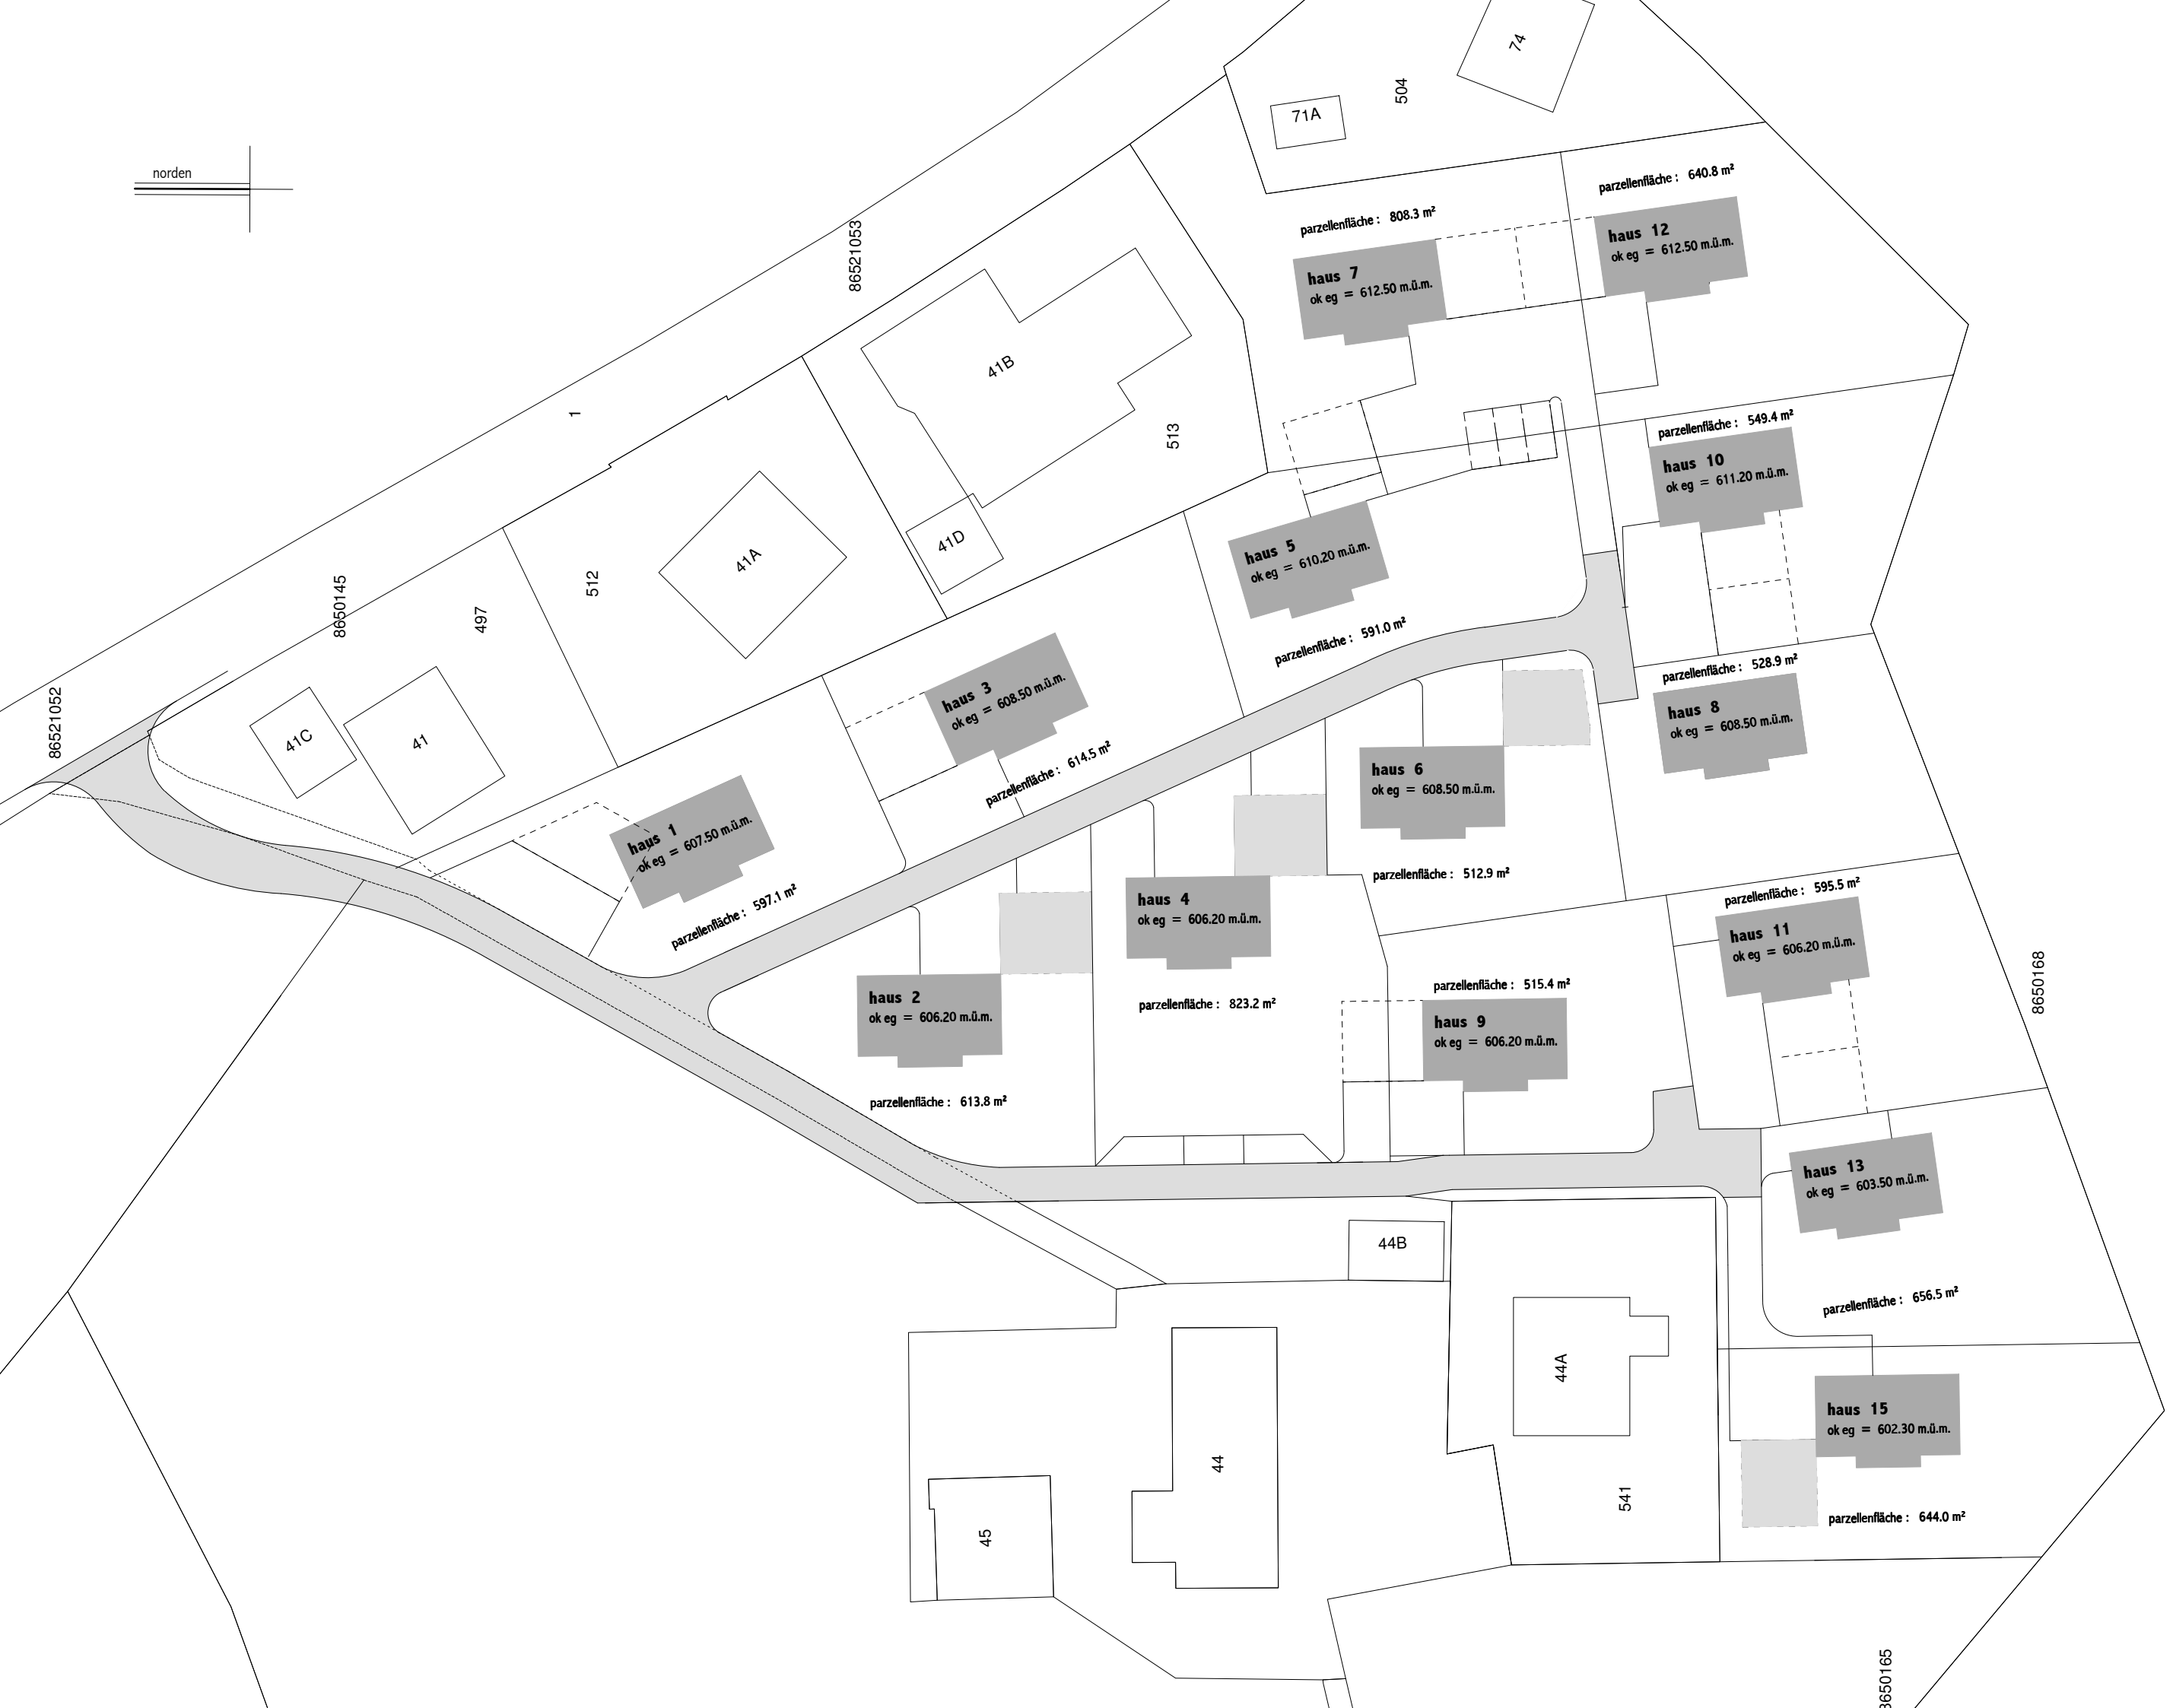 74
504
71A
norden
parzellenfläche : 640.8 m²
parzellenfläche : 808.3 m²
86521053
haus 12
ok eg = 612.50 m.ü.m.
haus 7
ok eg = 612.50 m.ü.m.
41B
1
513
parzellenfläche : 549.4 m²
haus 10
ok eg = 611.20 m.ü.m.
41D
41A
haus 5
ok eg = 610.20 m.ü.m.
512
8650145
497
parzellenfläche : 591.0 m²
parzellenfläche : 528.9 m²
haus 8
ok eg = 608.50 m.ü.m.
haus 3
ok eg = 608.50 m.ü.m.
86521052
41C
41
parzellenfläche : 614.5 m²
haus 6
ok eg = 608.50 m.ü.m.
haus 1
ok eg = 607.50 m.ü.m.
parzellenfläche : 512.9 m²
parzellenfläche : 597.1 m²
haus 4
ok eg = 606.20 m.ü.m.
parzellenfläche : 595.5 m²
haus 11
ok eg = 606.20 m.ü.m.
8650168
parzellenfläche : 515.4 m²
haus 2
ok eg = 606.20 m.ü.m.
parzellenfläche : 823.2 m²
haus 9
ok eg = 606.20 m.ü.m.
parzellenfläche : 613.8 m²
haus 13
ok eg = 603.50 m.ü.m.
44B
parzellenfläche : 656.5 m²
44A
haus 15
ok eg = 602.30 m.ü.m.
44
541
parzellenfläche : 644.0 m²
45
8650165